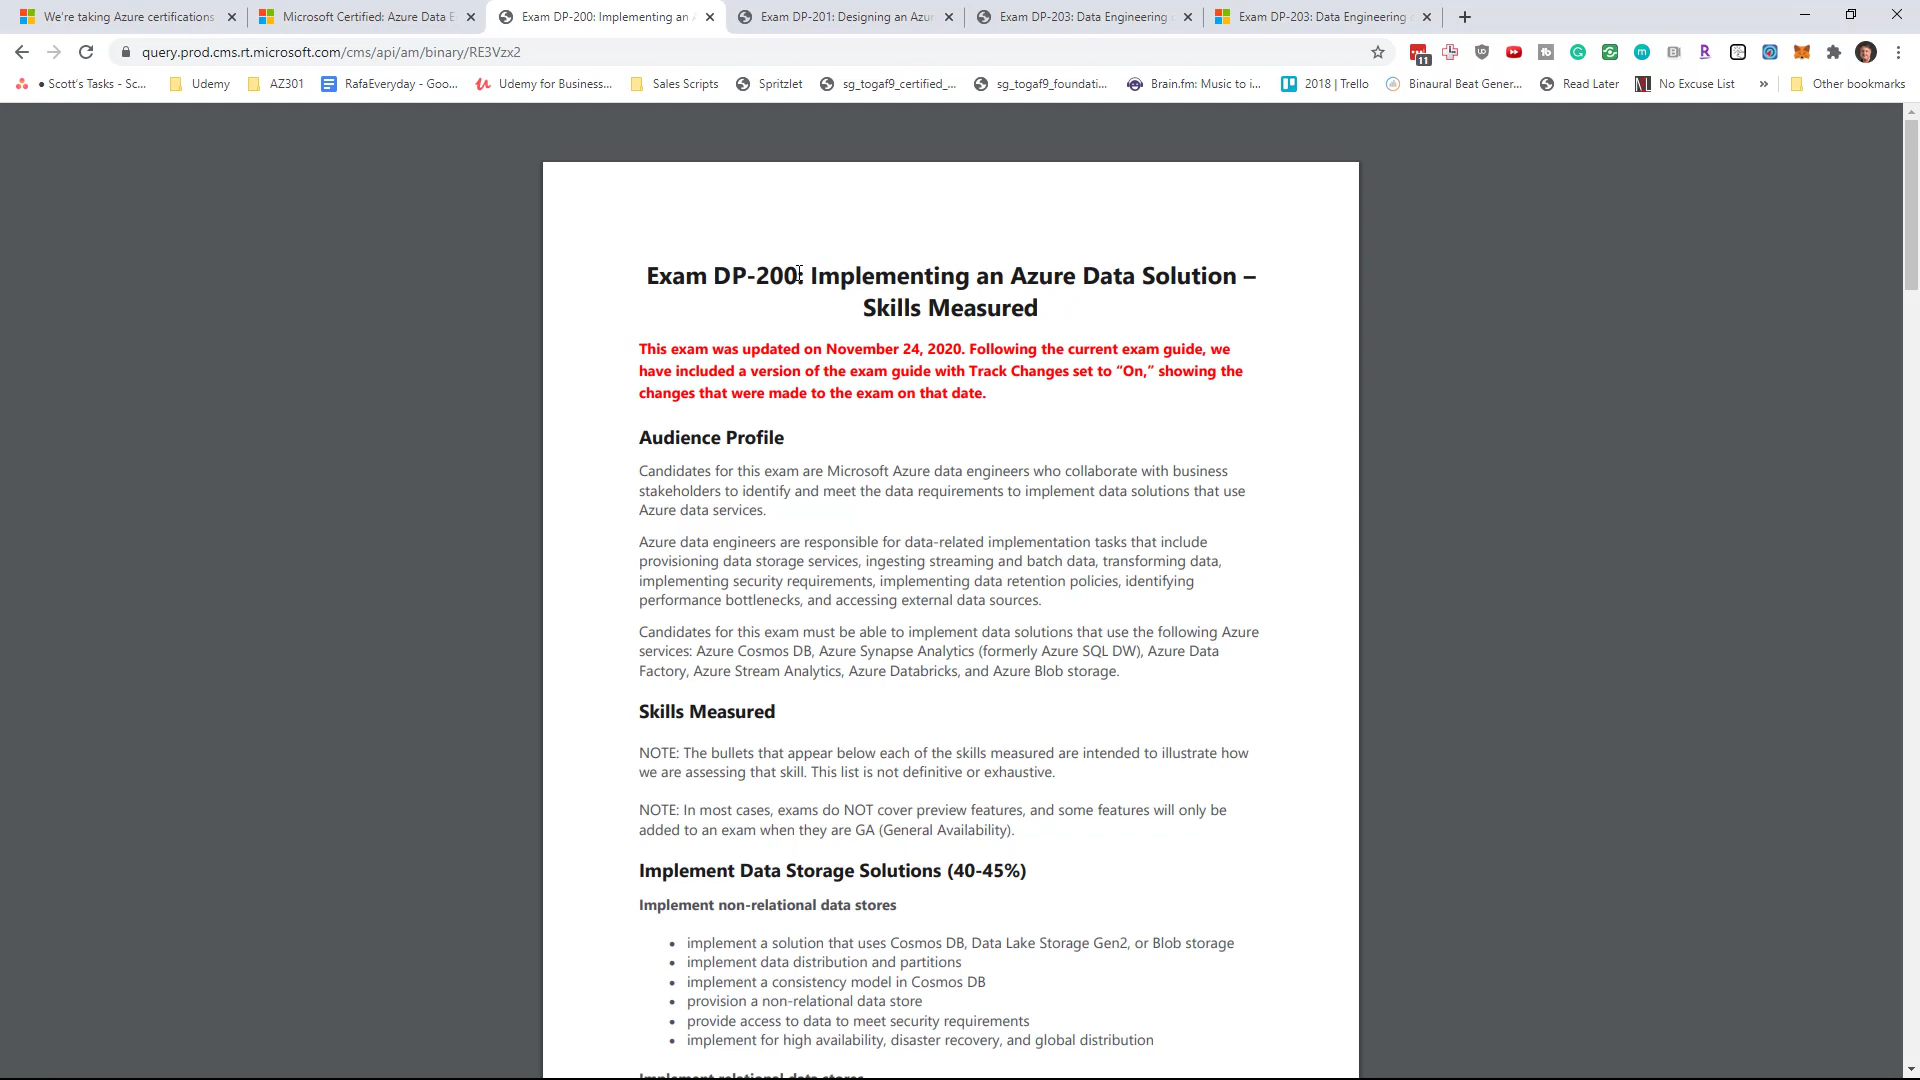 We're taking Azure certifications
Microsoft Certified: Azure Data E
Exam DP-200: Implementing an
Exam DP-201: Designing an Azur
Exam DP-203: Data Engineering
Exam DP-203: Data Engineering
query.prod.cms.rt.microsoft.com/cms/api/am/binary/RE3Vzx2
11
• Scott's Tasks - Sc...
Udemy
AZ301
RafaEveryday - Goo...
Udemy for Business...
Sales Scripts
Spritzlet
sg_togaf9_certified_...
sg_togaf9_foundati...
Brain.fm: Music to i...
2018 | Trello
Binaural Beat Gener...
Read Later
No Excuse List
»
Other bookmarks
Exam DP-200: Implementing an Azure Data Solution –
Skills Measured
This exam was updated on November 24, 2020. Following the current exam guide, we
have included a version of the exam guide with Track Changes set to “On,” showing the
changes that were made to the exam on that date.
Audience Profile
Candidates for this exam are Microsoft Azure data engineers who collaborate with business
stakeholders to identify and meet the data requirements to implement data solutions that use
Azure data services.
Azure data engineers are responsible for data-related implementation tasks that include
provisioning data storage services, ingesting streaming and batch data, transforming data,
implementing security requirements, implementing data retention policies, identifying
performance bottlenecks, and accessing external data sources.
Candidates for this exam must be able to implement data solutions that use the following Azure
services: Azure Cosmos DB, Azure Synapse Analytics (formerly Azure SQL DW), Azure Data
Factory, Azure Stream Analytics, Azure Databricks, and Azure Blob storage.
Skills Measured
NOTE: The bullets that appear below each of the skills measured are intended to illustrate how
we are assessing that skill. This list is not definitive or exhaustive.
NOTE: In most cases, exams do NOT cover preview features, and some features will only be
added to an exam when they are GA (General Availability).
Implement Data Storage Solutions (40-45%)
Implement non-relational data stores
• implement a solution that uses Cosmos DB, Data Lake Storage Gen2, or Blob storage
• implement data distribution and partitions
• implement a consistency model in Cosmos DB
• provision a non-relational data store
• provide access to data to meet security requirements
• implement for high availability, disaster recovery, and global distribution
Implement relational data stores